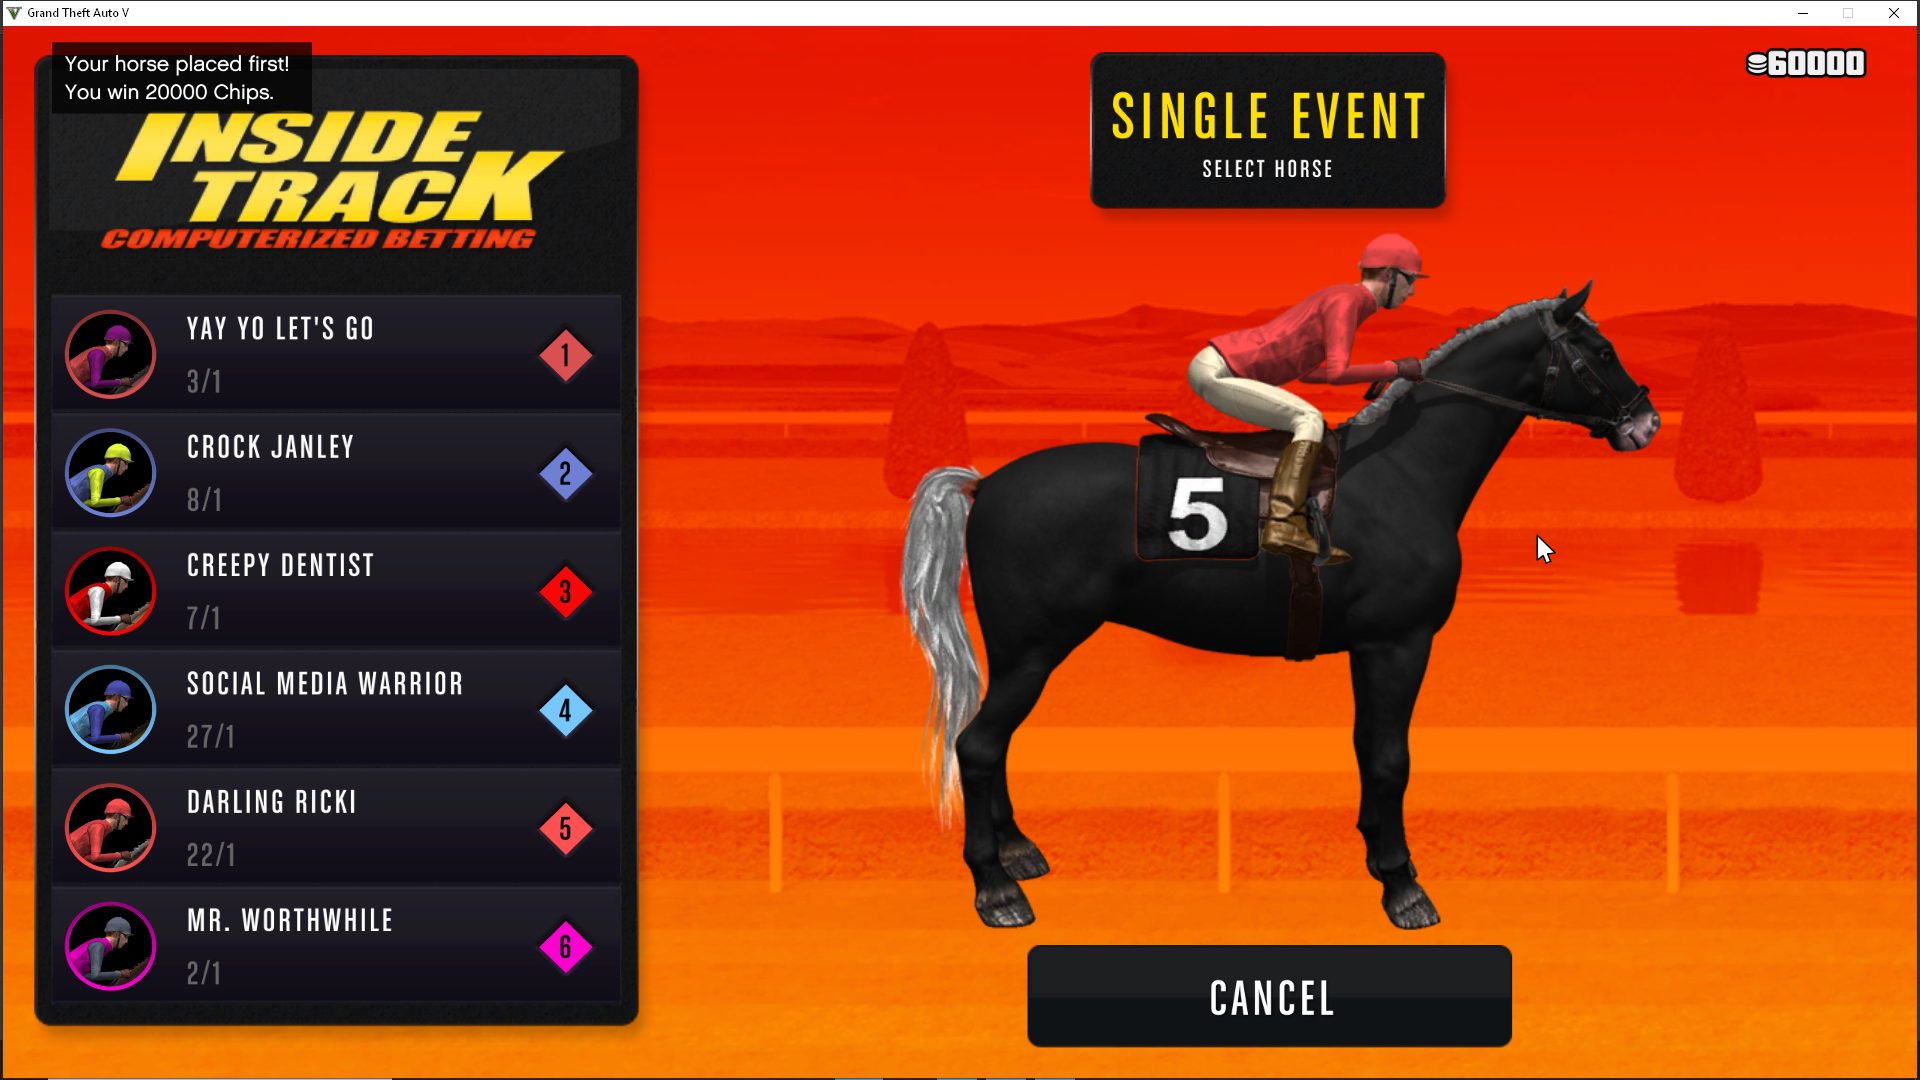 Grand Theft Auto V
Your horse placed first!
You win 20000 Chips.
INSIDE
TRACK
COMPUTERIZED BETTING
YAY YO LET'S GO
3/1
1
CROCK JANLEY
8/1
2
CREEPY DENTIST
7/1
3
SOCIAL MEDIA WARRIOR
27/1
4
DARLING RICKI
22/1
5
MR. WORTHWHILE
2/1
6
SINGLE EVENT
SELECT HORSE
60000
5
CANCEL